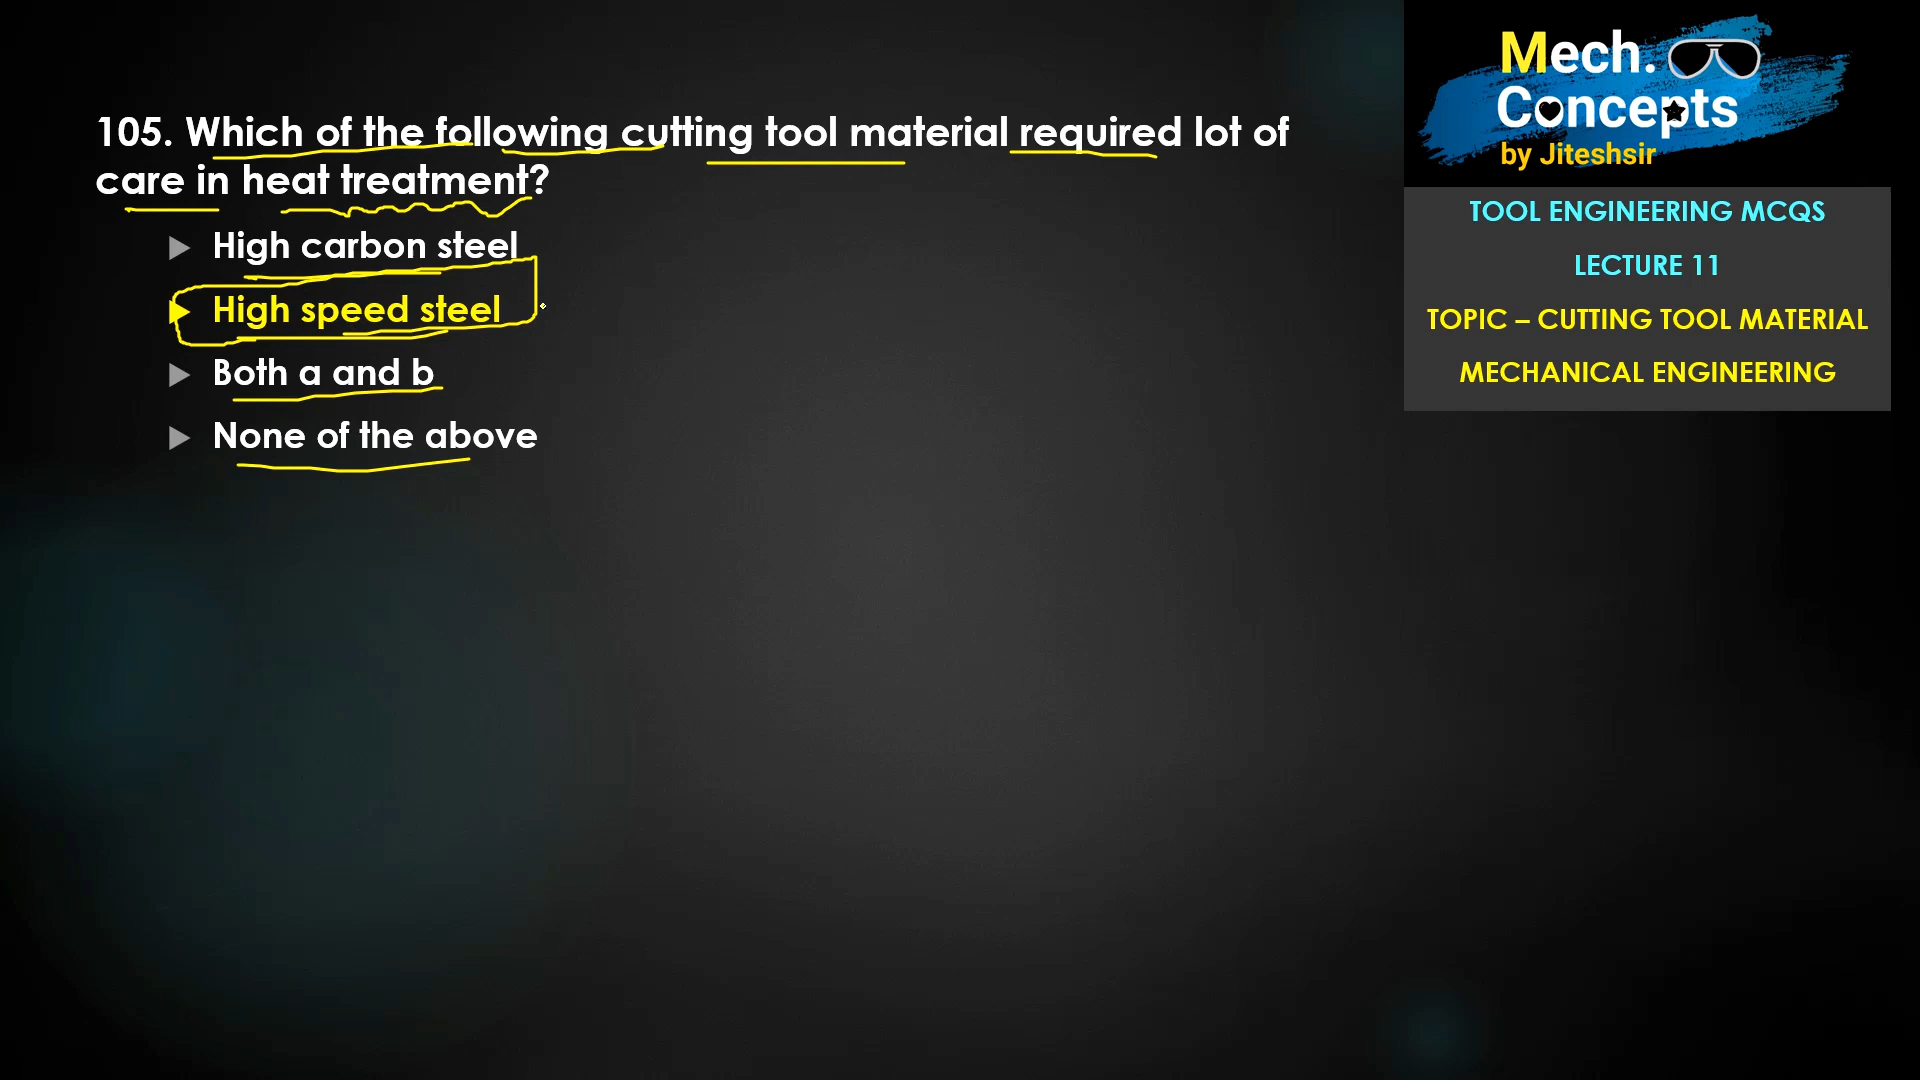 105. Which of the following cutting tool material required lot of
care in heat treatment?
High carbon steel
High speed steel
Both a and b
None of the above
Mech.
Concepts
by Jiteshsir
TOOL ENGINEERING MCQS
LECTURE 11
TOPIC – CUTTING TOOL MATERIAL
MECHANICAL ENGINEERING